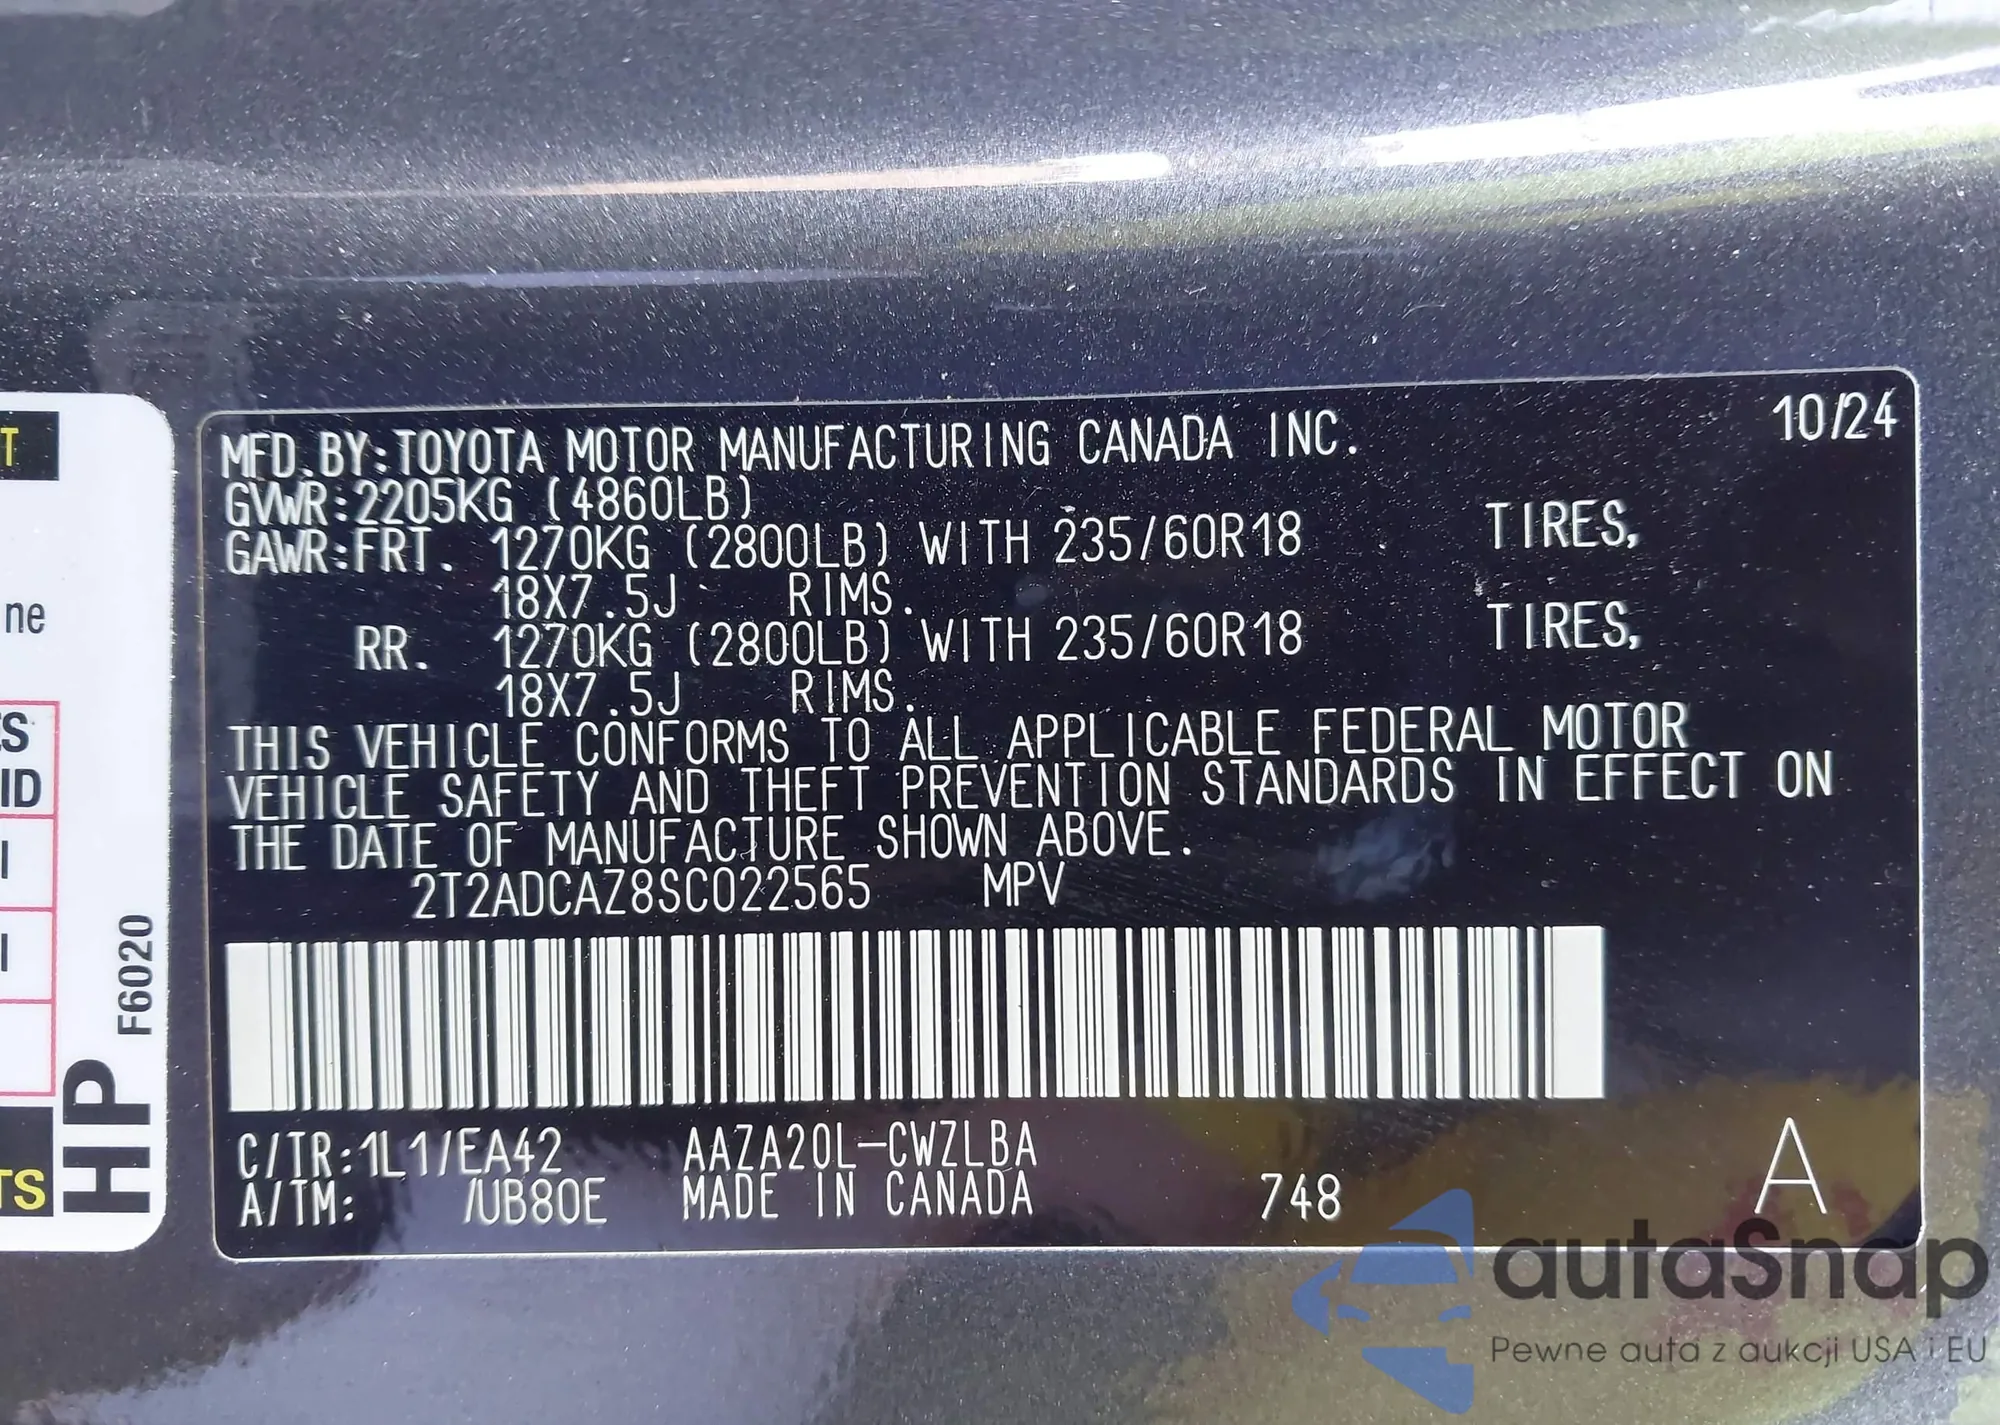 10/24
MFD.BY:TOYOTA MOTOR MANUFACTURING CANADA INC.
GVWR:2205KG (4860LB)
GAWR:FRT. 1270KG (2800LB) WITH 235/60R18 TIRES,
18X7.5J RIMS.
RR. 1270KG (2800LB) WITH 235/60R18 TIRES,
18X7.5J RIMS.
THIS VEHICLE CONFORMS TO ALL APPLICABLE FEDERAL MOTOR
VEHICLE SAFETY AND THEFT PREVENTION STANDARDS IN EFFECT ON
THE DATE OF MANUFACTURE SHOWN ABOVE.
2T2ADCAZ8SC022565 MPV
C/TR:1L1/EA42 AAZA20L-CWZLBA
A/TM: /UB80E MADE IN CANADA 748 A
T
ne
ES
ID
I
I
TS
HP F6020
autaSnap
Pewne auta z aukcji USA i EU